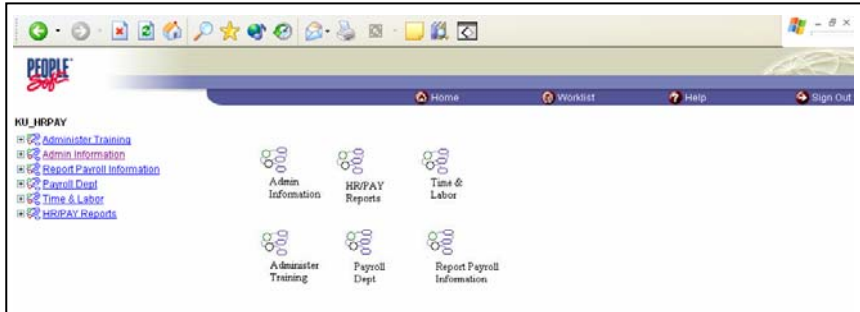 PEOPLE
Soft
Home Worklist Help Sign Out
KU_HRPAY
Administer Training
Admin Information
Report Payroll Information
Payroll Dept
Time & Labor
HR/PAY Reports
Admin
Information
HR/PAY
Reports
Time &
Labor
Administer
Training
Payroll
Dept
Report Payroll
Information